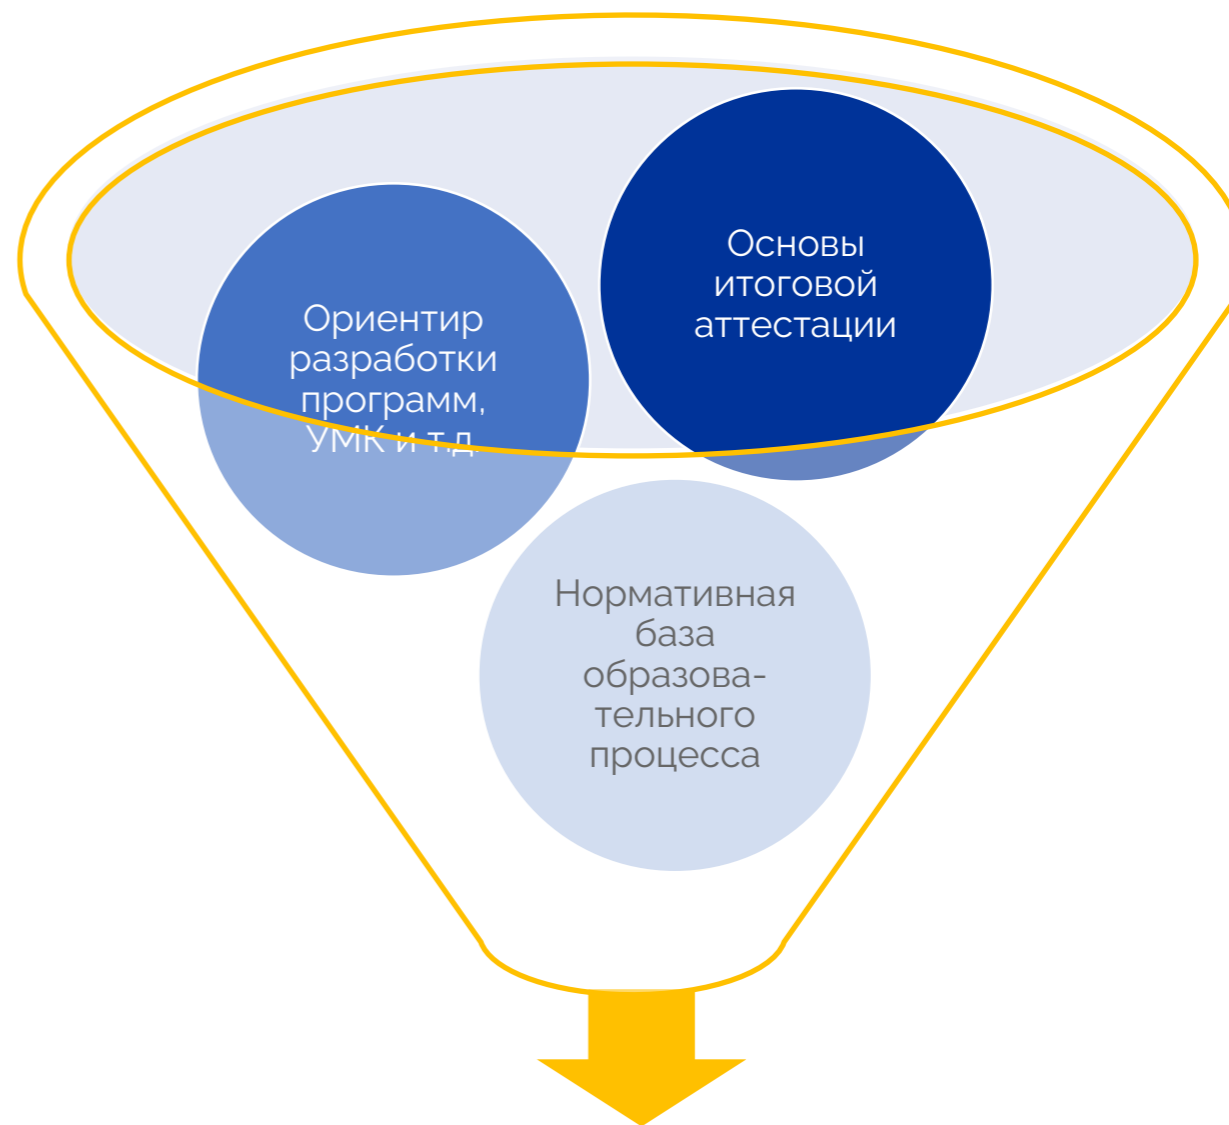 Основы
итоговой
аттестации
Ориентир
разработки
программ,
УМК и т.д.
Нормативная
база
образова-
тельного
процесса